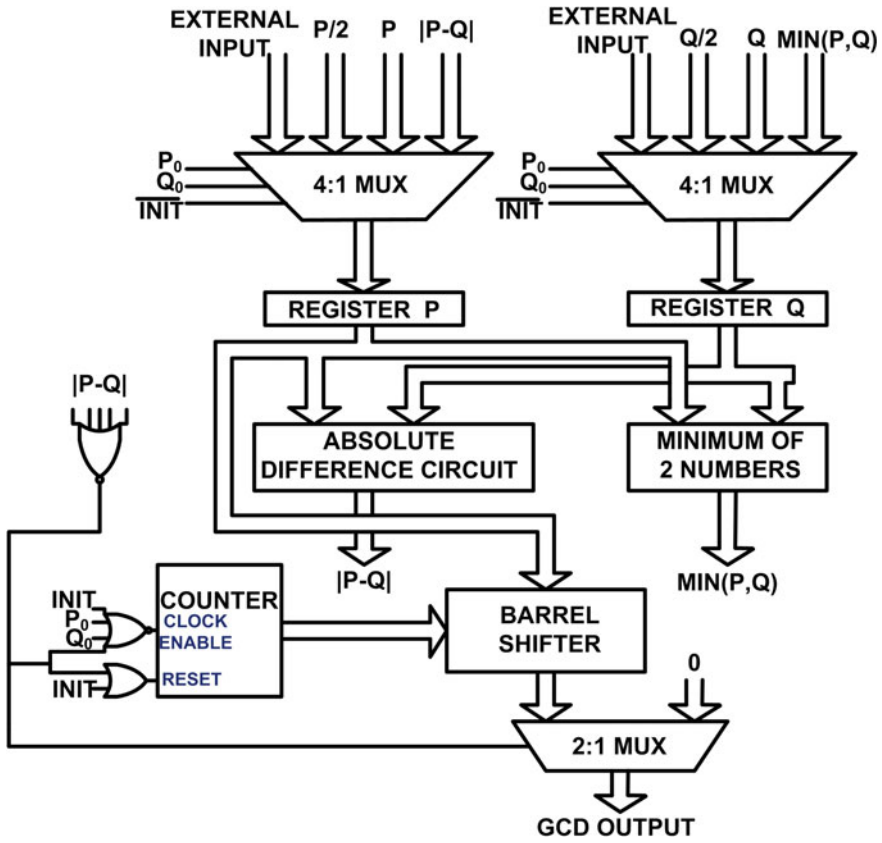 EXTERNAL INPUT
P/2
P
|P-Q|
EXTERNAL INPUT
Q/2
Q
MIN(P,Q)
P₀
Q₀
I̅N̅I̅T̅
4:1 MUX
P₀
Q₀
I̅N̅I̅T̅
4:1 MUX
REGISTER P
REGISTER Q
|P-Q|
ABSOLUTE
DIFFERENCE CIRCUIT
MINIMUM OF
2 NUMBERS
|P-Q|
MIN(P,Q)
INIT
P₀
Q₀
INIT
COUNTER
CLOCK
ENABLE
RESET
BARREL
SHIFTER
0
2:1 MUX
GCD OUTPUT